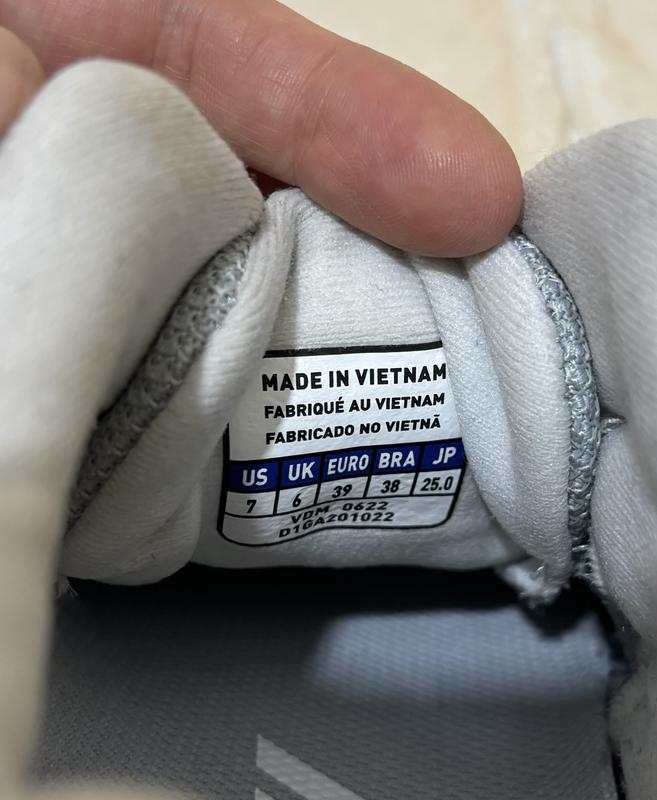 MADE IN VIETNAM
FABRIQUÉ AU VIETNAM
FABRICADO NO VIETNÃ
US UK EURO BRA JP
7 6 39 38 25.0
VDM 0622
D1GA201022